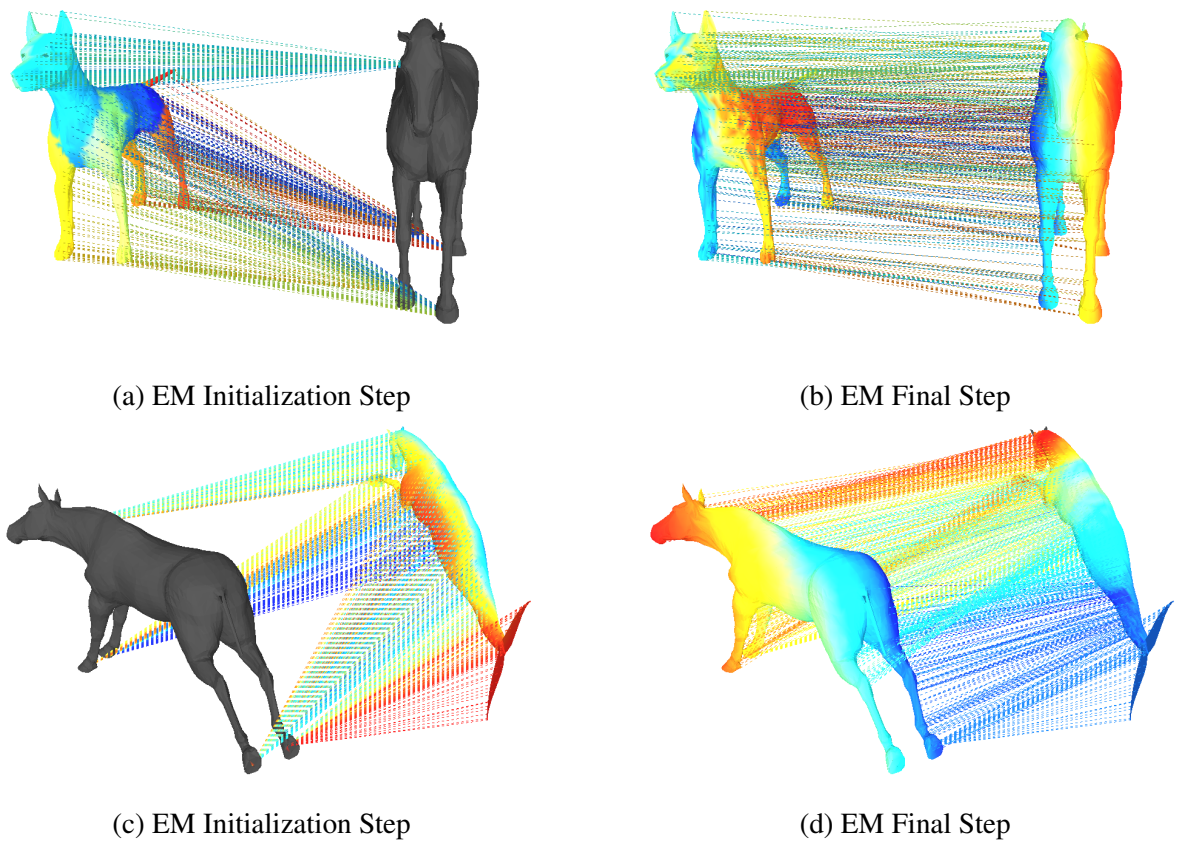 (a) EM Initialization Step
(b) EM Final Step
(c) EM Initialization Step
(d) EM Final Step